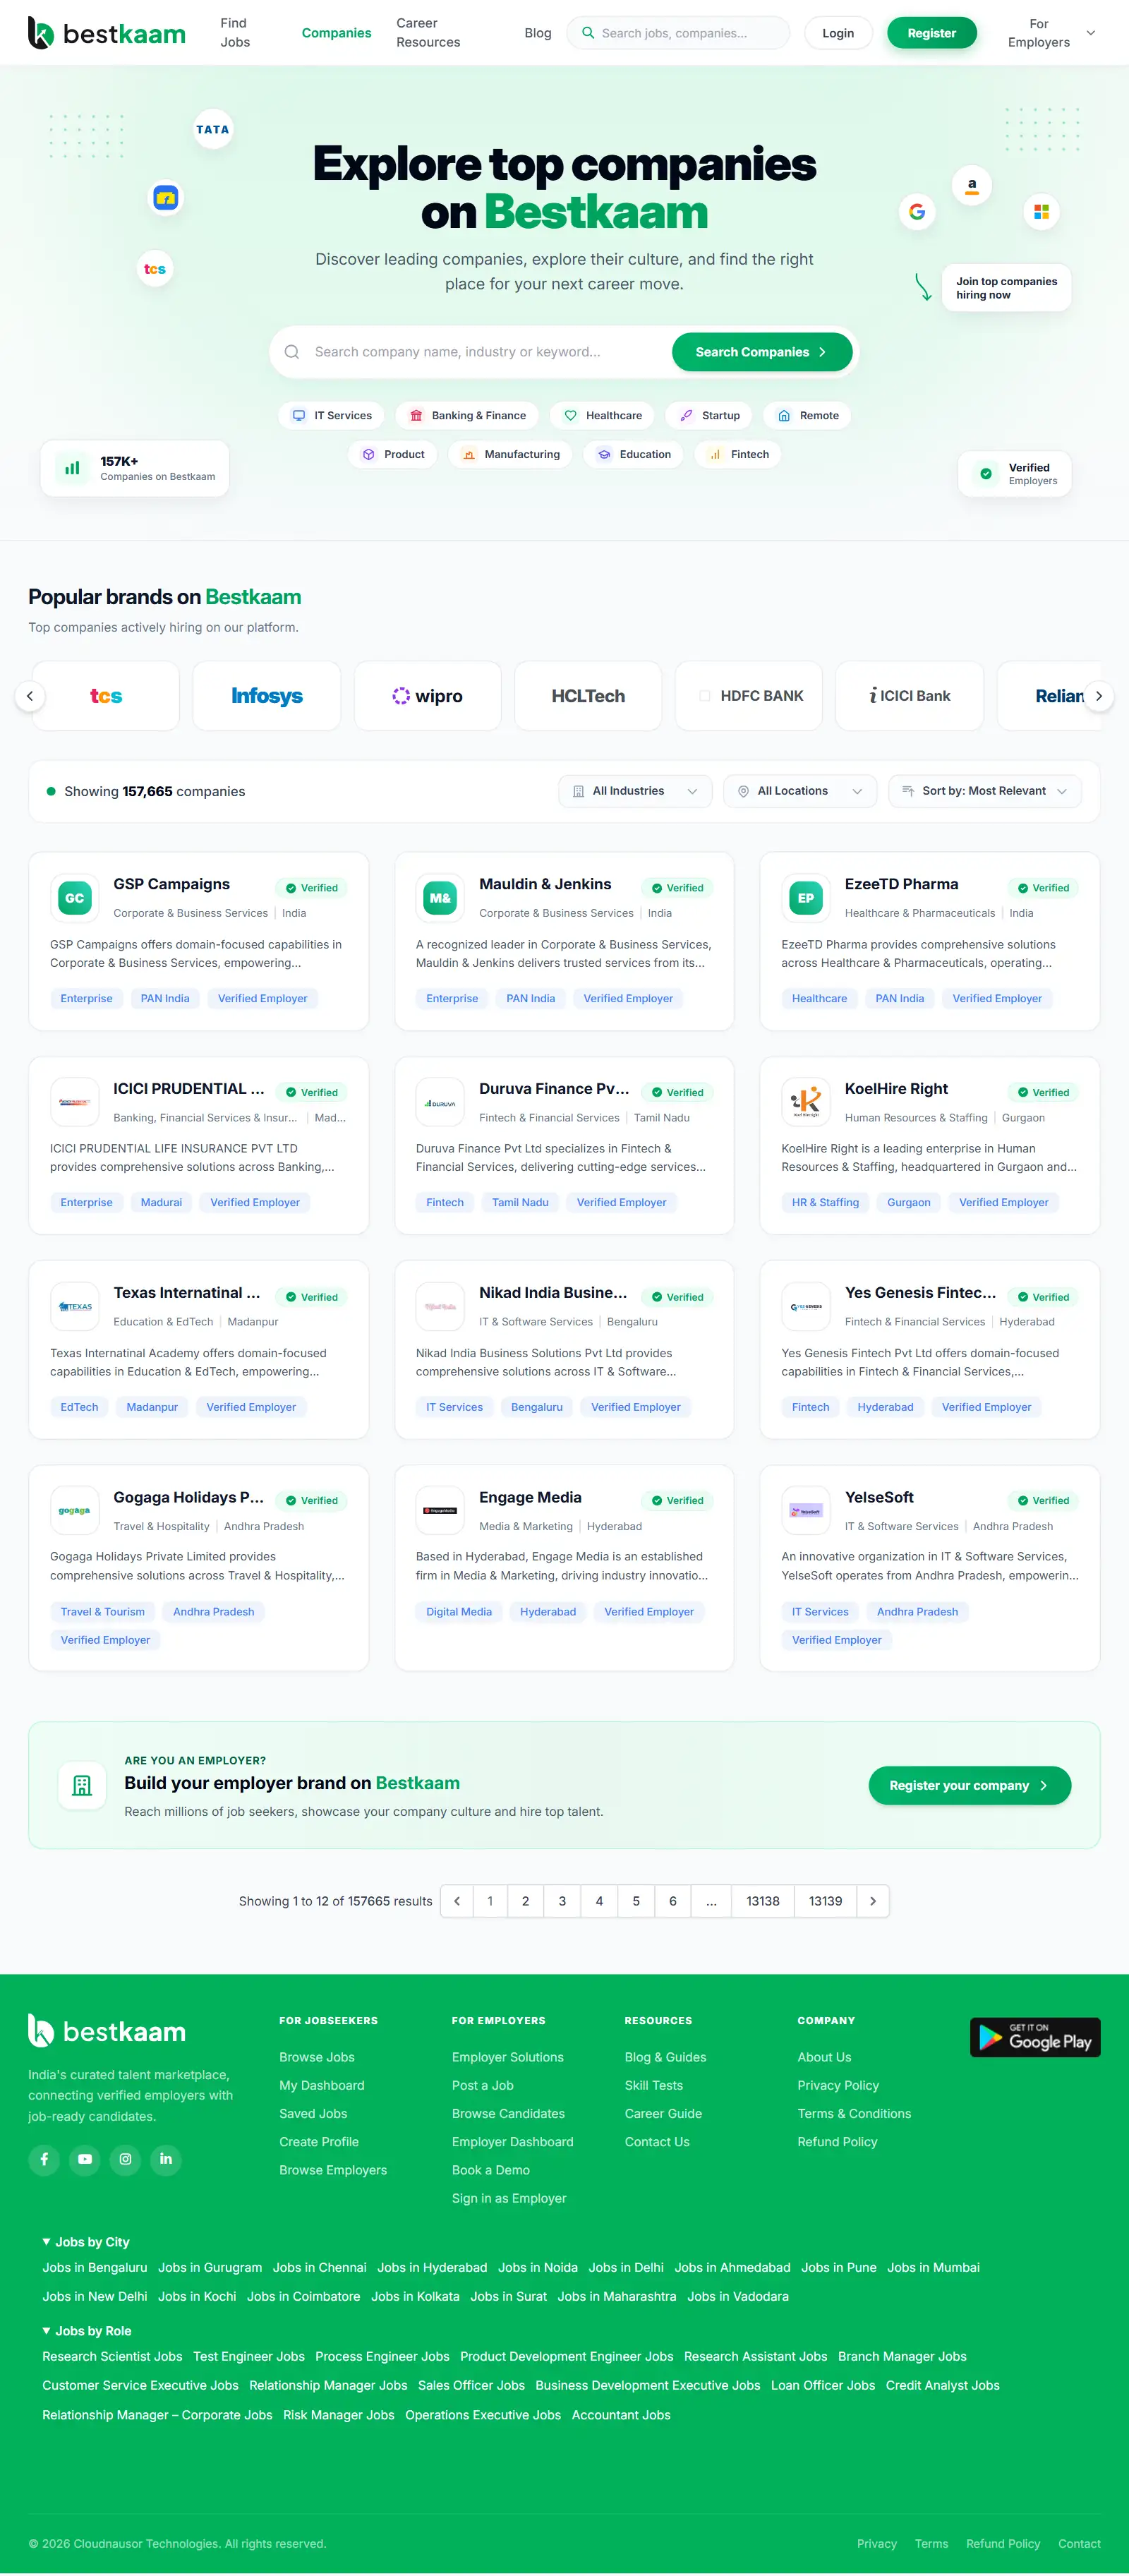 bestkaam
Find Jobs
Companies
Career Resources
Blog
Search jobs, companies...
Login
Register
For Employers
TATA
tcs
G
a
Explore top companies
on Bestkaam
Discover leading companies, explore their culture, and find the right
place for your next career move.
Join top companies
hiring now
Search company name, industry or keyword...
Search Companies
IT Services
Banking & Finance
Healthcare
Startup
Remote
Product
Manufacturing
Education
Fintech
157K+
Companies on Bestkaam
Verified
Employers
Popular brands on Bestkaam
Top companies actively hiring on our platform.
tcs
Infosys
wipro
HCLTech
HDFC BANK
ICICI Bank
Relian
Showing 157,665 companies
All Industries
All Locations
Sort by: Most Relevant
GC
GSP Campaigns
Verified
Corporate & Business Services | India
GSP Campaigns offers domain-focused capabilities in
Corporate & Business Services, empowering...
Enterprise
PAN India
Verified Employer
M&
Mauldin & Jenkins
Verified
Corporate & Business Services | India
A recognized leader in Corporate & Business Services,
Mauldin & Jenkins delivers trusted services from its...
Enterprise
PAN India
Verified Employer
EP
EzeeTD Pharma
Verified
Healthcare & Pharmaceuticals | India
EzeeTD Pharma provides comprehensive solutions
across Healthcare & Pharmaceuticals, operating...
Healthcare
PAN India
Verified Employer
ICICI PRUDENTIAL ...
Verified
Banking, Financial Services & Insur... | Mad...
ICICI PRUDENTIAL LIFE INSURANCE PVT LTD
provides comprehensive solutions across Banking,...
Enterprise
Madurai
Verified Employer
DURUVA
Duruva Finance Pv...
Verified
Fintech & Financial Services | Tamil Nadu
Duruva Finance Pvt Ltd specializes in Fintech &
Financial Services, delivering cutting-edge services...
Fintech
Tamil Nadu
Verified Employer
KoelHire Right
Verified
Human Resources & Staffing | Gurgaon
KoelHire Right is a leading enterprise in Human
Resources & Staffing, headquartered in Gurgaon and...
HR & Staffing
Gurgaon
Verified Employer
TEXAS
Texas Internatinal ...
Verified
Education & EdTech | Madanpur
Texas Internatinal Academy offers domain-focused
capabilities in Education & EdTech, empowering...
EdTech
Madanpur
Verified Employer
Nikad India Busine...
Verified
IT & Software Services | Bengaluru
Nikad India Business Solutions Pvt Ltd provides
comprehensive solutions across IT & Software...
IT Services
Bengaluru
Verified Employer
Yes Genesis Fintec...
Verified
Fintech & Financial Services | Hyderabad
Yes Genesis Fintech Pvt Ltd offers domain-focused
capabilities in Fintech & Financial Services,...
Fintech
Hyderabad
Verified Employer
gogaga
Gogaga Holidays P...
Verified
Travel & Hospitality | Andhra Pradesh
Gogaga Holidays Private Limited provides
comprehensive solutions across Travel & Hospitality,...
Travel & Tourism
Andhra Pradesh
Verified Employer
Engage Media
Verified
Media & Marketing | Hyderabad
Based in Hyderabad, Engage Media is an established
firm in Media & Marketing, driving industry innovatio...
Digital Media
Hyderabad
Verified Employer
YelseSoft
YelseSoft
Verified
IT & Software Services | Andhra Pradesh
An innovative organization in IT & Software Services,
YelseSoft operates from Andhra Pradesh, empowerin...
IT Services
Andhra Pradesh
Verified Employer
ARE YOU AN EMPLOYER?
Build your employer brand on Bestkaam
Reach millions of job seekers, showcase your company culture and hire top talent.
Register your company
Showing 1 to 12 of 157665 results
1 2 3 4 5 6 ... 13138 13139
bestkaam
India's curated talent marketplace,
connecting verified employers with
job-ready candidates.
FOR JOBSEEKERS
Browse Jobs
My Dashboard
Saved Jobs
Create Profile
Browse Employers
FOR EMPLOYERS
Employer Solutions
Post a Job
Browse Candidates
Employer Dashboard
Book a Demo
Sign in as Employer
RESOURCES
Blog & Guides
Skill Tests
Career Guide
Contact Us
COMPANY
About Us
Privacy Policy
Terms & Conditions
Refund Policy
GET IT ON
Google Play
Jobs by City
Jobs in Bengaluru Jobs in Gurugram Jobs in Chennai Jobs in Hyderabad Jobs in Noida Jobs in Delhi Jobs in Ahmedabad Jobs in Pune Jobs in Mumbai
Jobs in New Delhi Jobs in Kochi Jobs in Coimbatore Jobs in Kolkata Jobs in Surat Jobs in Maharashtra Jobs in Vadodara
Jobs by Role
Research Scientist Jobs Test Engineer Jobs Process Engineer Jobs Product Development Engineer Jobs Research Assistant Jobs Branch Manager Jobs
Customer Service Executive Jobs Relationship Manager Jobs Sales Officer Jobs Business Development Executive Jobs Loan Officer Jobs Credit Analyst Jobs
Relationship Manager – Corporate Jobs Risk Manager Jobs Operations Executive Jobs Accountant Jobs
© 2026 Cloudnausor Technologies. All rights reserved.
Privacy Terms Refund Policy Contact